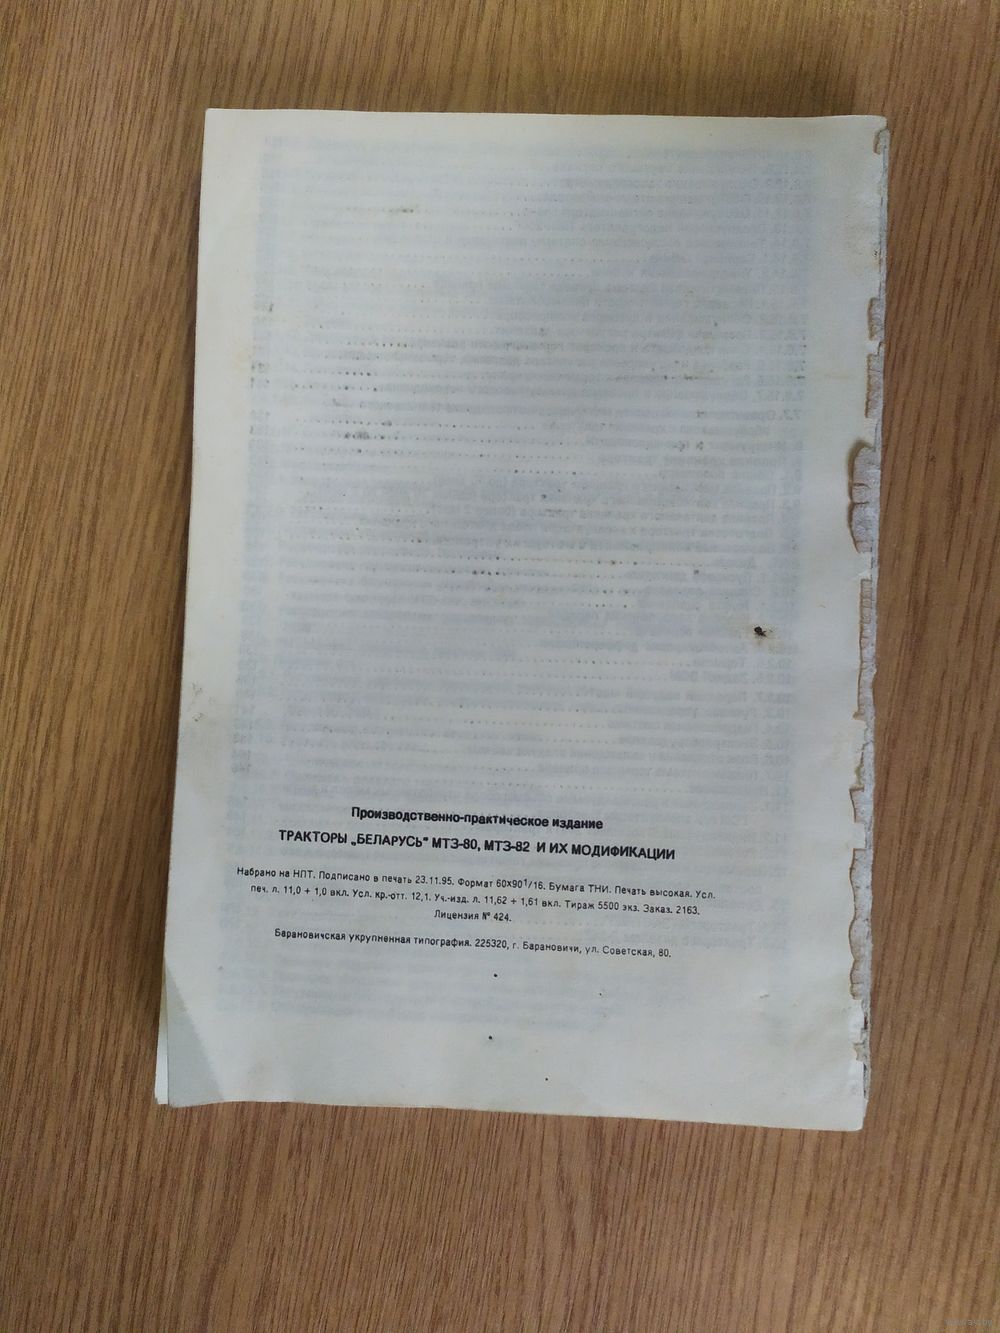 Производственно-практическое издание
ТРАКТОРЫ „БЕЛАРУСЬ" МТЗ-80, МТЗ-82 И ИХ МОДИФИКАЦИИ
Набрано на НПТ. Подписано в печать 23.11.95. Формат 60х90¹/16. Бумага ТНИ. Печать высокая. Усл.
печ. л. 11,0 + 1,0 вкл. Усл. кр.-отт. 12,1. Уч.-изд. л. 11,62 + 1,61 вкл. Тираж 5500 экз. Заказ. 2163.
Лицензия № 424.
Барановичская укрупненная типография. 225320, г. Барановичи, ул. Советская, 80.